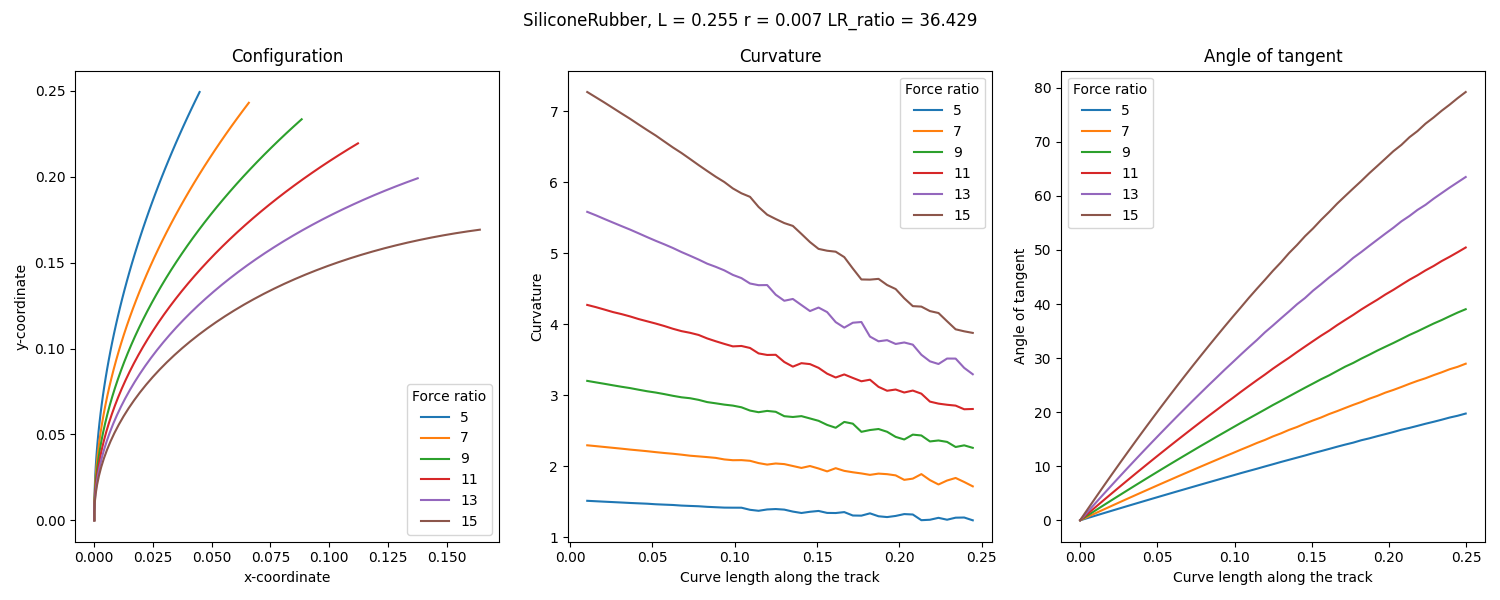 SiliconeRubber, L = 0.255 r = 0.007 LR_ratio = 36.429
Configuration
y-coordinate
0.25
0.20
0.15
0.10
0.05
0.00
0.000 0.025 0.050 0.075 0.100 0.125 0.150
x-coordinate
Force ratio
5
7
9
11
13
15
Curvature
Curvature
7
6
5
4
3
2
1
0.00 0.05 0.10 0.15 0.20 0.25
Curve length along the track
Force ratio
5
7
9
11
13
15
Angle of tangent
Angle of tangent
80
70
60
50
40
30
20
10
0
0.00 0.05 0.10 0.15 0.20 0.25
Curve length along the track
Force ratio
5
7
9
11
13
15